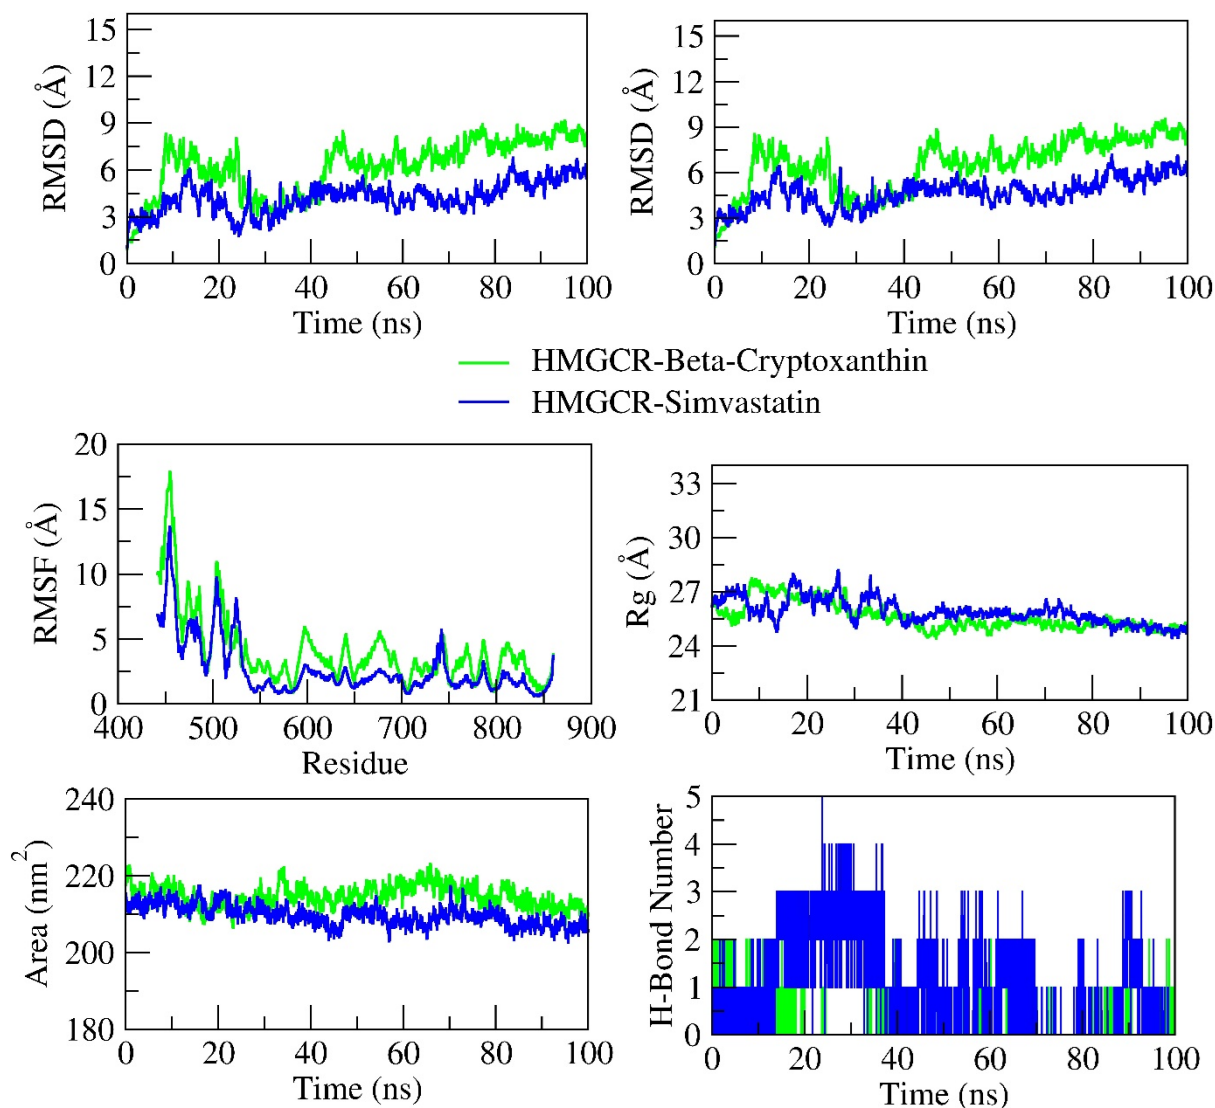 RMSD (Å)
15
12
9
6
3
0
0 20 40 60 80 100
Time (ns)
RMSD (Å)
15
12
9
6
3
0
0 20 40 60 80 100
Time (ns)
HMGCR-Beta-Cryptoxanthin
HMGCR-Simvastatin
RMSF (Å)
20
15
10
5
0
400 500 600 700 800 900
Residue
Rg (Å)
33
30
27
24
21
0 20 40 60 80 100
Time (ns)
Area (nm²)
240
220
200
180
0 20 40 60 80 100
Time (ns)
H-Bond Number
5
4
3
2
1
0
0 20 40 60 80 100
Time (ns)